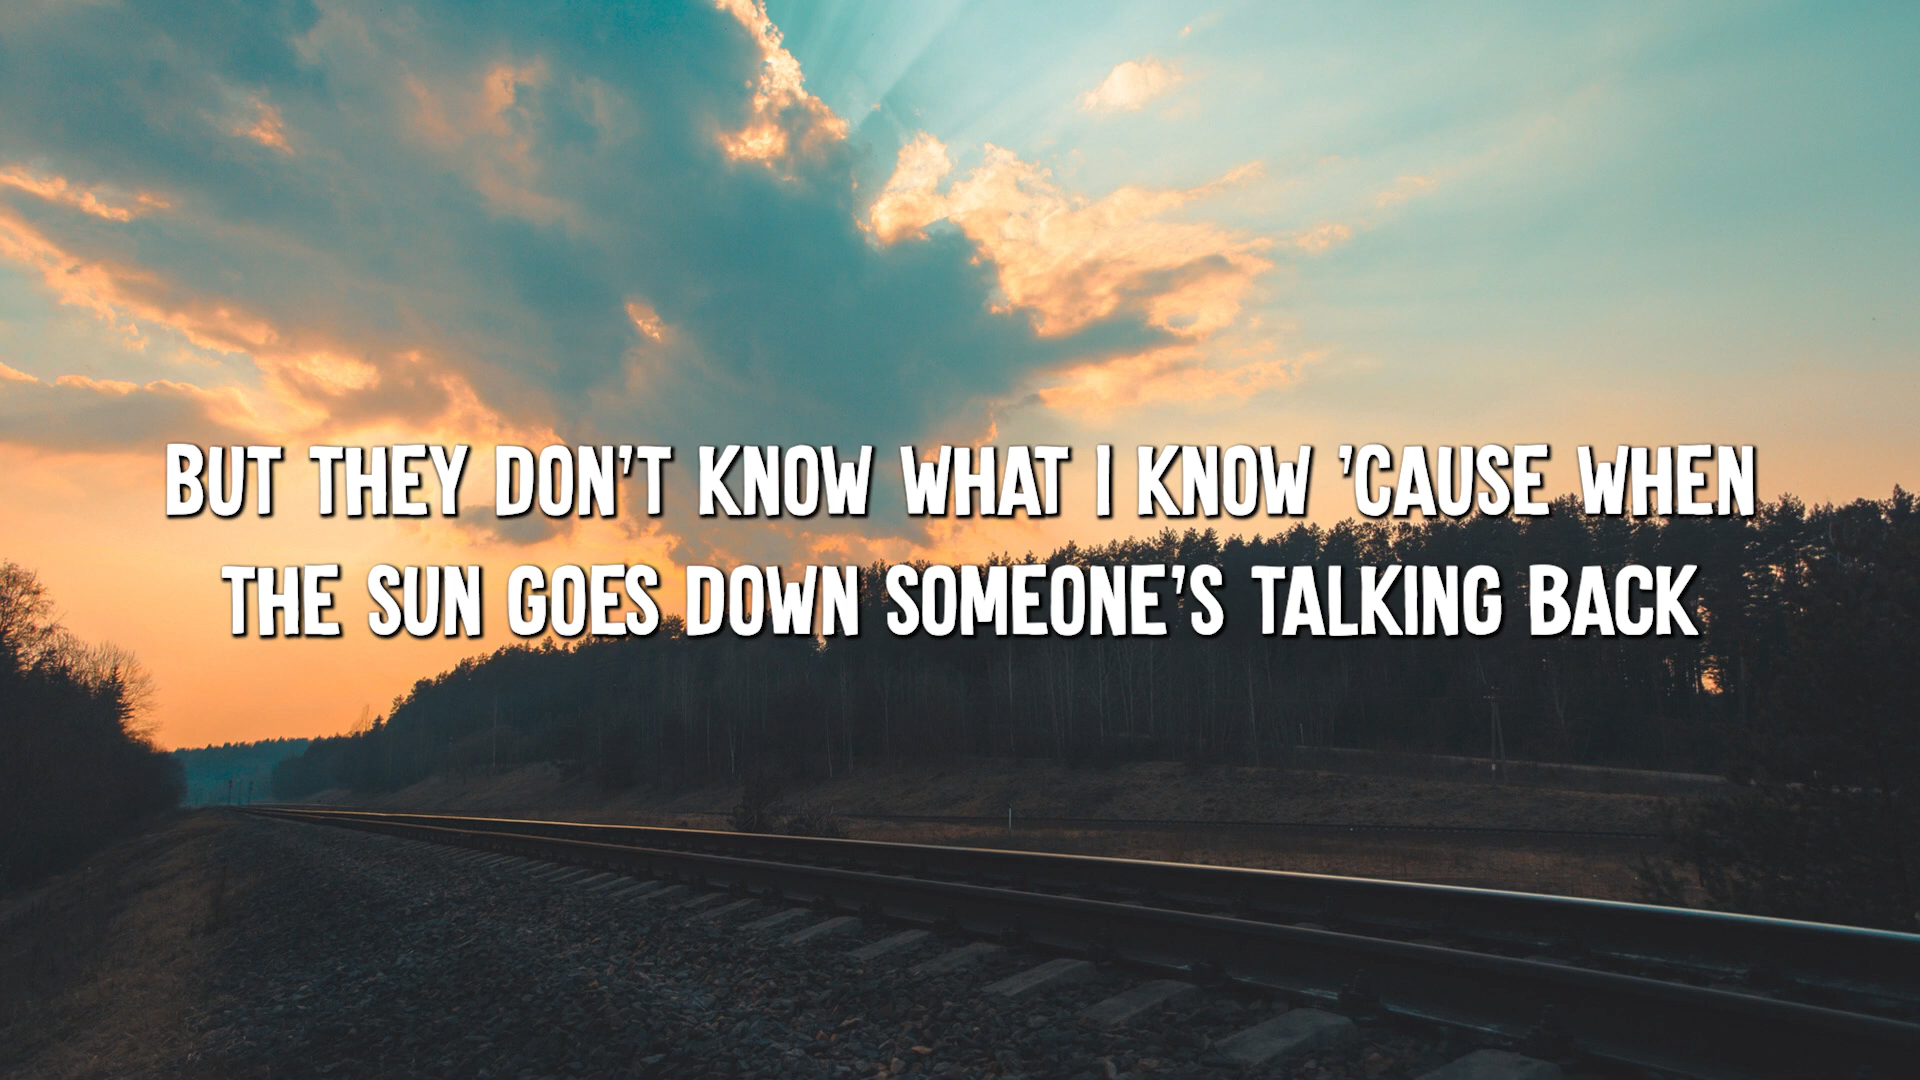 BUT THEY DON'T KNOW WHAT I KNOW 'CAUSE WHEN
THE SUN GOES DOWN SOMEONE'S TALKING BACK